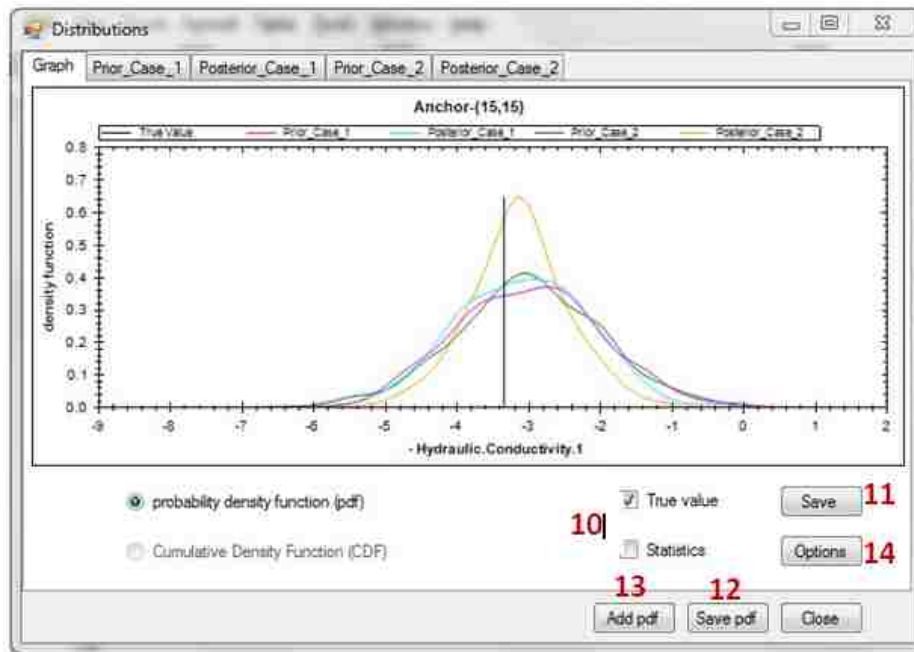 Distributions
Graph Prior_Case_1 Posterior_Case_1 Prior_Case_2 Posterior_Case_2
Anchor-(15,15)
True Value Prior_Case_1 Posterior_Case_1 Prior_Case_2 Posterior_Case_2
0.8
0.7
0.6
0.5
0.4
0.3
0.2
0.1
0.0
density function
-9 -8 -7 -6 -5 -4 -3 -2 -1 0 1 2
- Hydraulic.Conductivity.1
probability density function (pdf) True value Save 11
10
Cumulative Density Function (CDF) Statistics Options 14
13 12
Add pdf Save pdf Close